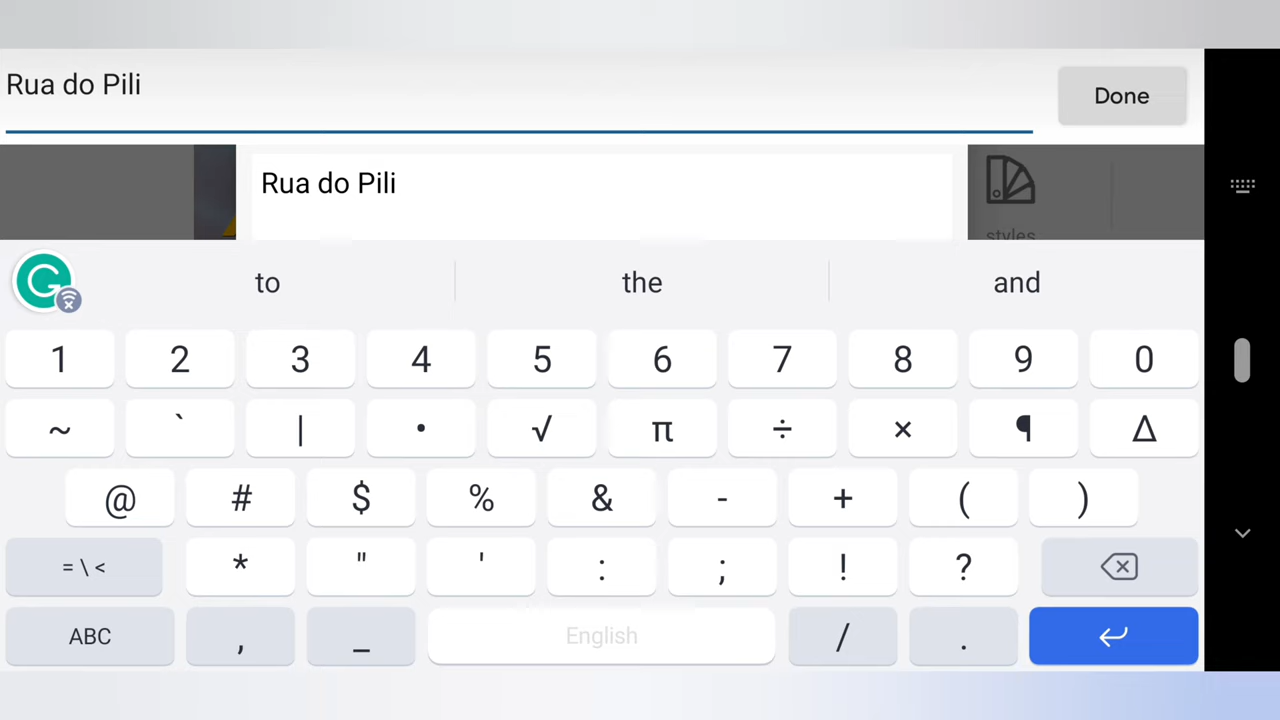 Rua do Pili
Done
Rua do Pili
styles
to the and
1 2 3 4 5 6 7 8 9 0
~ ` | • √ π ÷ × ¶ Δ
@ # $ % & - + ( )
= \ < * " ' : ; ! ?
ABC , _ English / .